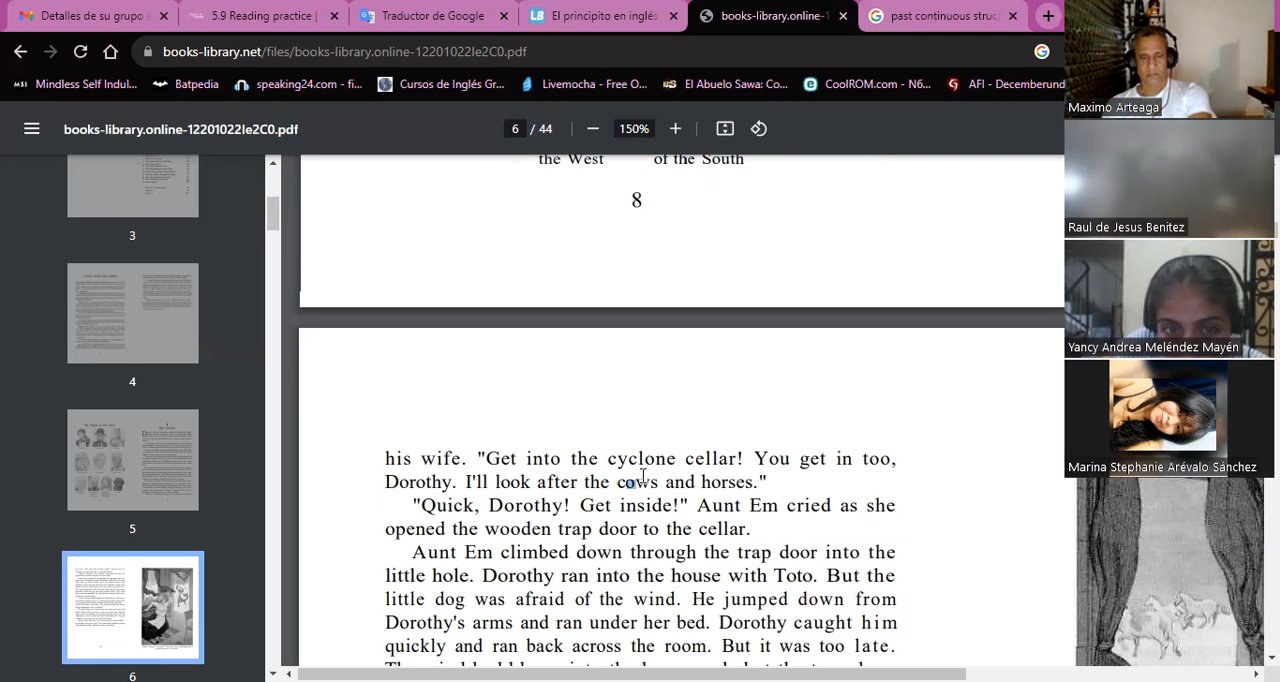 Detalles de su grupo
5.9 Reading practice
Traductor de Google
El principito en inglés
books-library.online-1
past continuous struc
books-library.net/files/books-library.online-12201022Ie2C0.pdf
Mindless Self Indul...
Batpedia
speaking24.com - fi...
Cursos de Inglés Gr...
Livemocha - Free O...
El Abuelo Sawa: Co...
CoolROM.com - N6...
AFI - Decemberund
books-library.online-12201022Ie2C0.pdf
6 / 44
150%
3
4
5
6
the West of the South
8
his wife. "Get into the cyclone cellar! You get in too,
Dorothy. I'll look after the cows and horses."
"Quick, Dorothy! Get inside!" Aunt Em cried as she
opened the wooden trap door to the cellar.
Aunt Em climbed down through the trap door into the
little hole. Dorothy ran into the house with Toto. But the
little dog was afraid of the wind. He jumped down from
Dorothy's arms and ran under her bed. Dorothy caught him
quickly and ran back across the room. But it was too late.
Maximo Arteaga
Raul de Jesus Benitez
Yancy Andrea Meléndez Mayén
Marina Stephanie Arévalo Sánchez